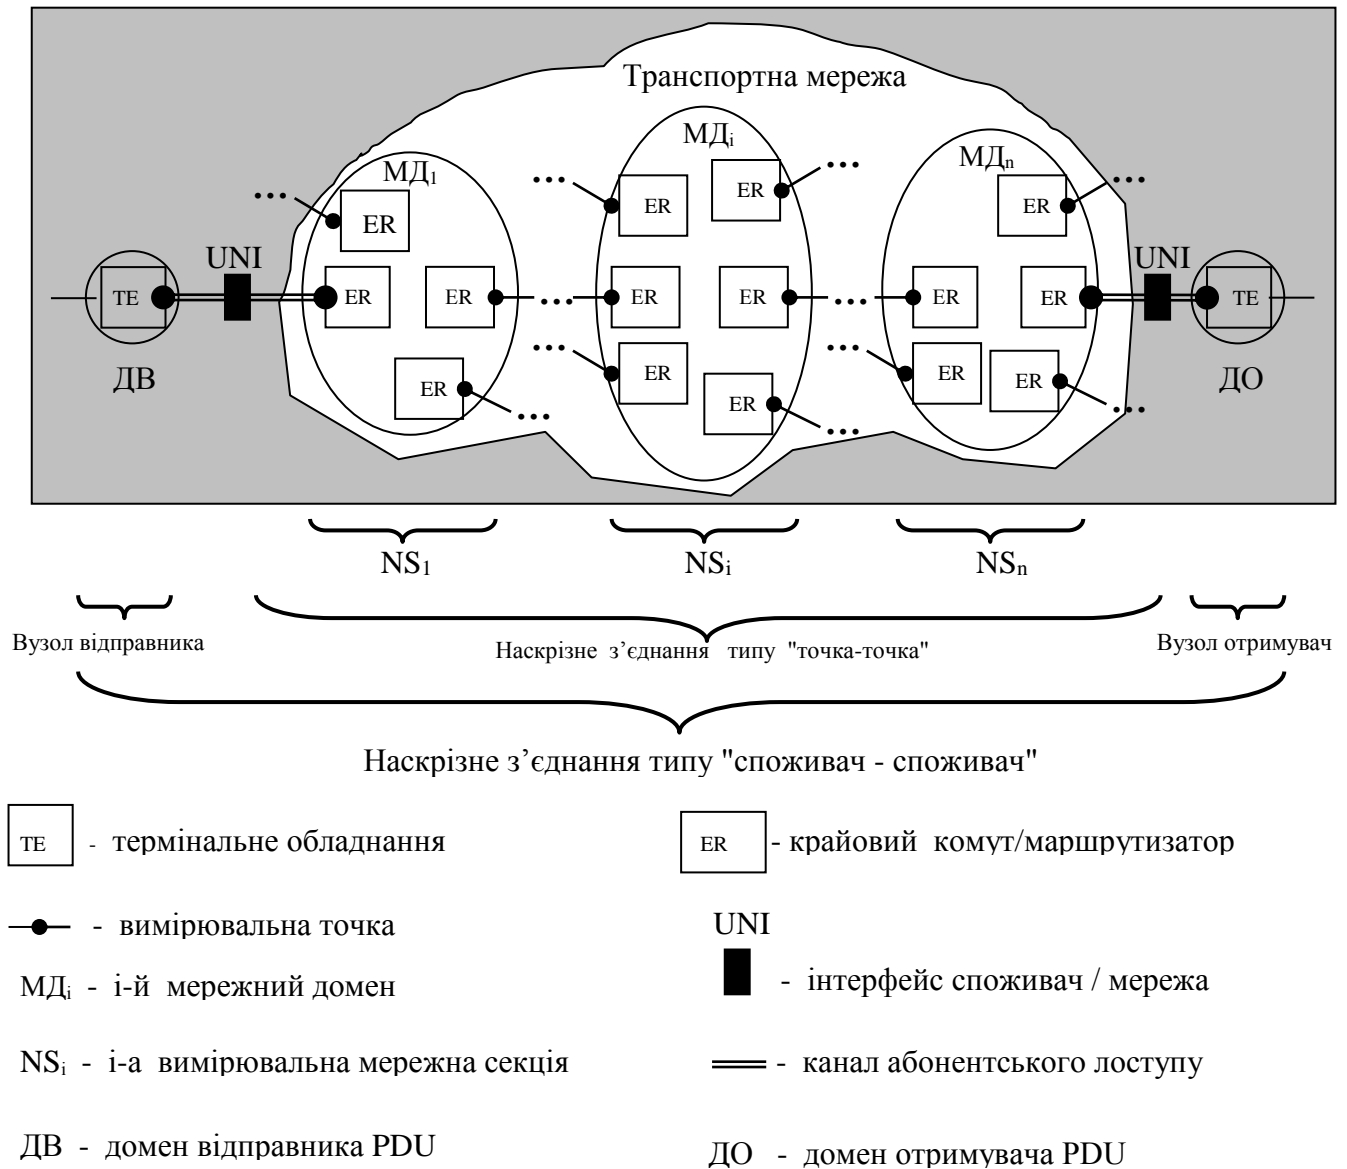 Транспортна мережа
МДi
МД1
МДn
... ... ... ...
ER ER ER ER
ER
UNI UNI
TE ER ER ... ER ER ... ER ER TE
... ...
ДВ ER ER ER ER ДО
ER ER
... ... ...
NS1 NSi NSn
Вузол відправника Наскрізне з’єднання типу "точка-точка" Вузол отримувач
Наскрізне з’єднання типу "споживач - споживач"
TE - термінальне обладнання
ER - крайовий комут/маршрутизатор
- вимірювальна точка
UNI
- інтерфейс споживач / мережа
МДi - і-й мережний домен
NSi - і-а вимірювальна мережна секція
- канал абонентського лоступу
ДВ - домен відправника PDU
ДО - домен отримувача PDU